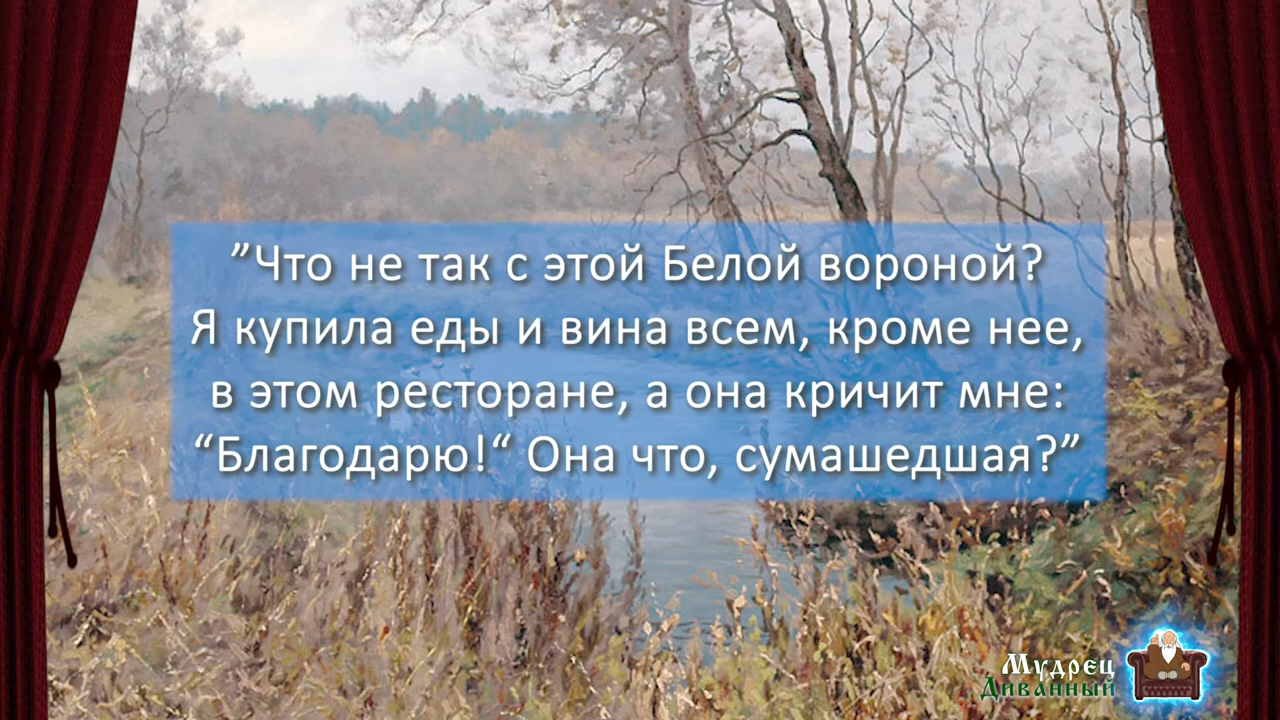 ”Что не так с этой Белой вороной?
Я купила еды и вина всем, кроме нее,
в этом ресторане, а она кричит мне:
“Благодарю!“ Она что, сумашедшая?”
Мудрец
Диванный